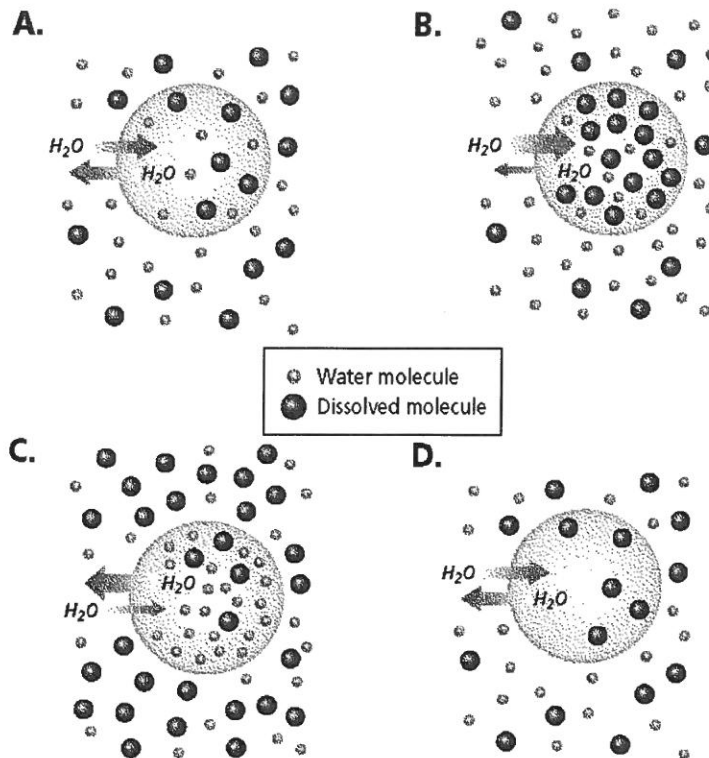 A.
H₂O
H₂O
B.
H₂O
H₂O
Water molecule
Dissolved molecule
C.
H₂O
H₂O
D.
H₂O
H₂O